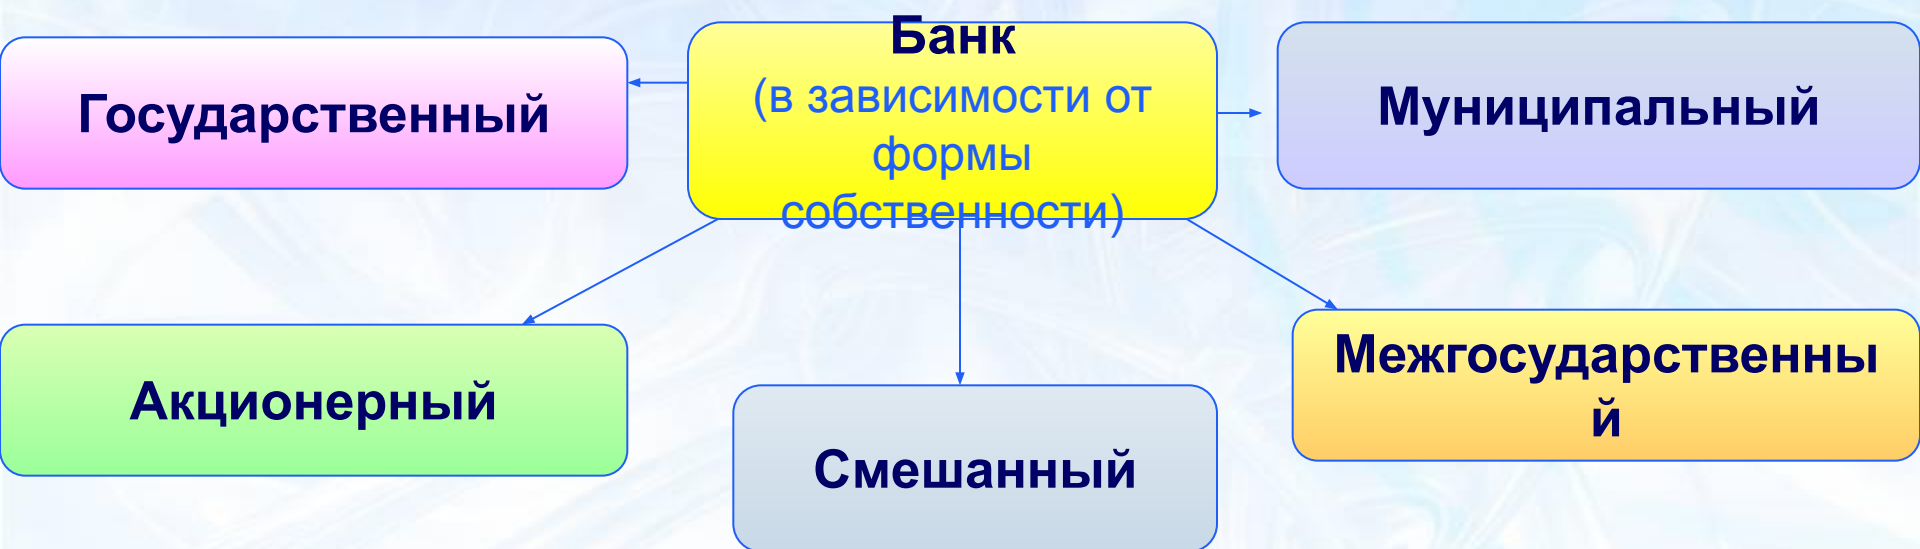 Банк
(в зависимости от
формы
собственности)
Государственный
Муниципальный
Акционерный
Смешанный
Межгосударственны
й